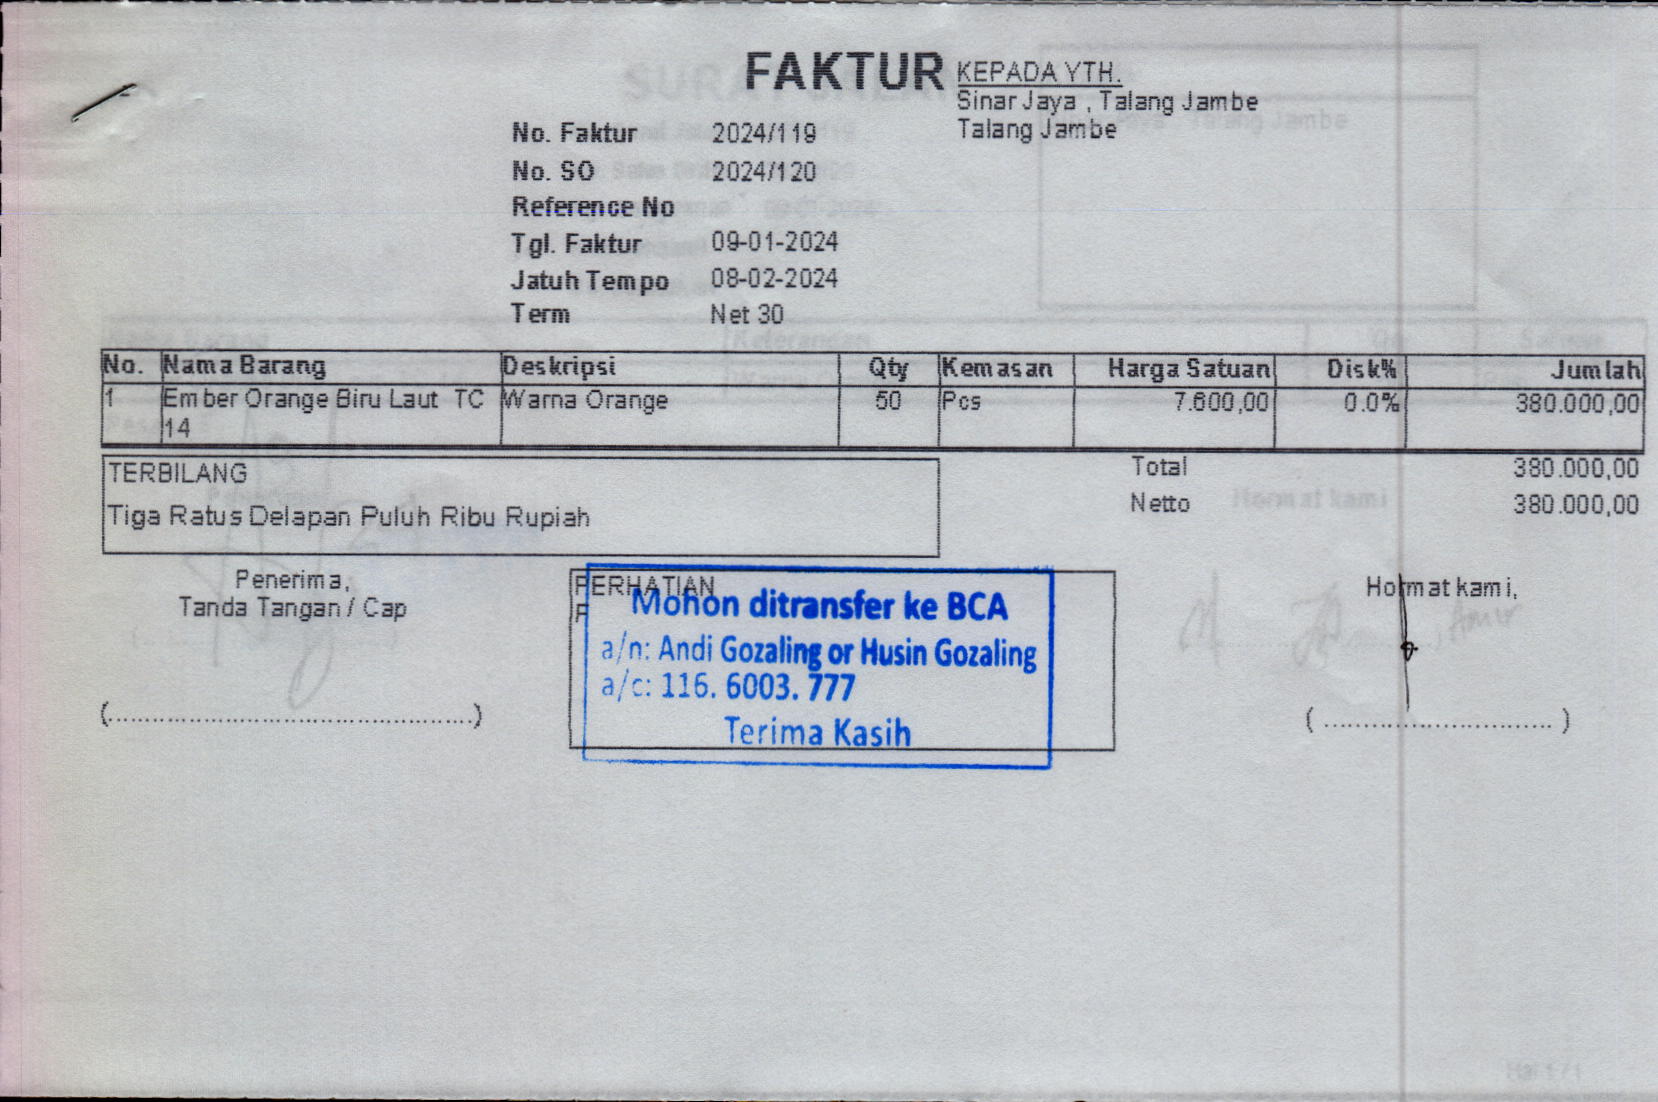 FAKTUR
KEPADA YTH.
Sinar Jaya , Talang Jambe
Talang Jambe
No. Faktur 2024/119
No. SO 2024/120
Reference No
Tgl. Faktur 09-01-2024
Jatuh Tempo 08-02-2024
Term Net 30
No. Nama Barang Deskripsi Qty Kemasan Harga Satuan Disk% Jumlah
1 Ember Orange Biru Laut TC Warna Orange 50 Pcs 7.600,00 0.0% 380.000,00
14
TERBILANG
Tiga Ratus Delapan Puluh Ribu Rupiah
Total 380.000,00
Netto 380.000,00
Penerima,
Tanda Tangan / Cap
(..............................................)
PERHATIAN
Mohon ditransfer ke BCA
a/n: Andi Gozaling or Husin Gozaling
a/c: 116. 6003. 777
Terima Kasih
Hormat kami,
( ............................. )